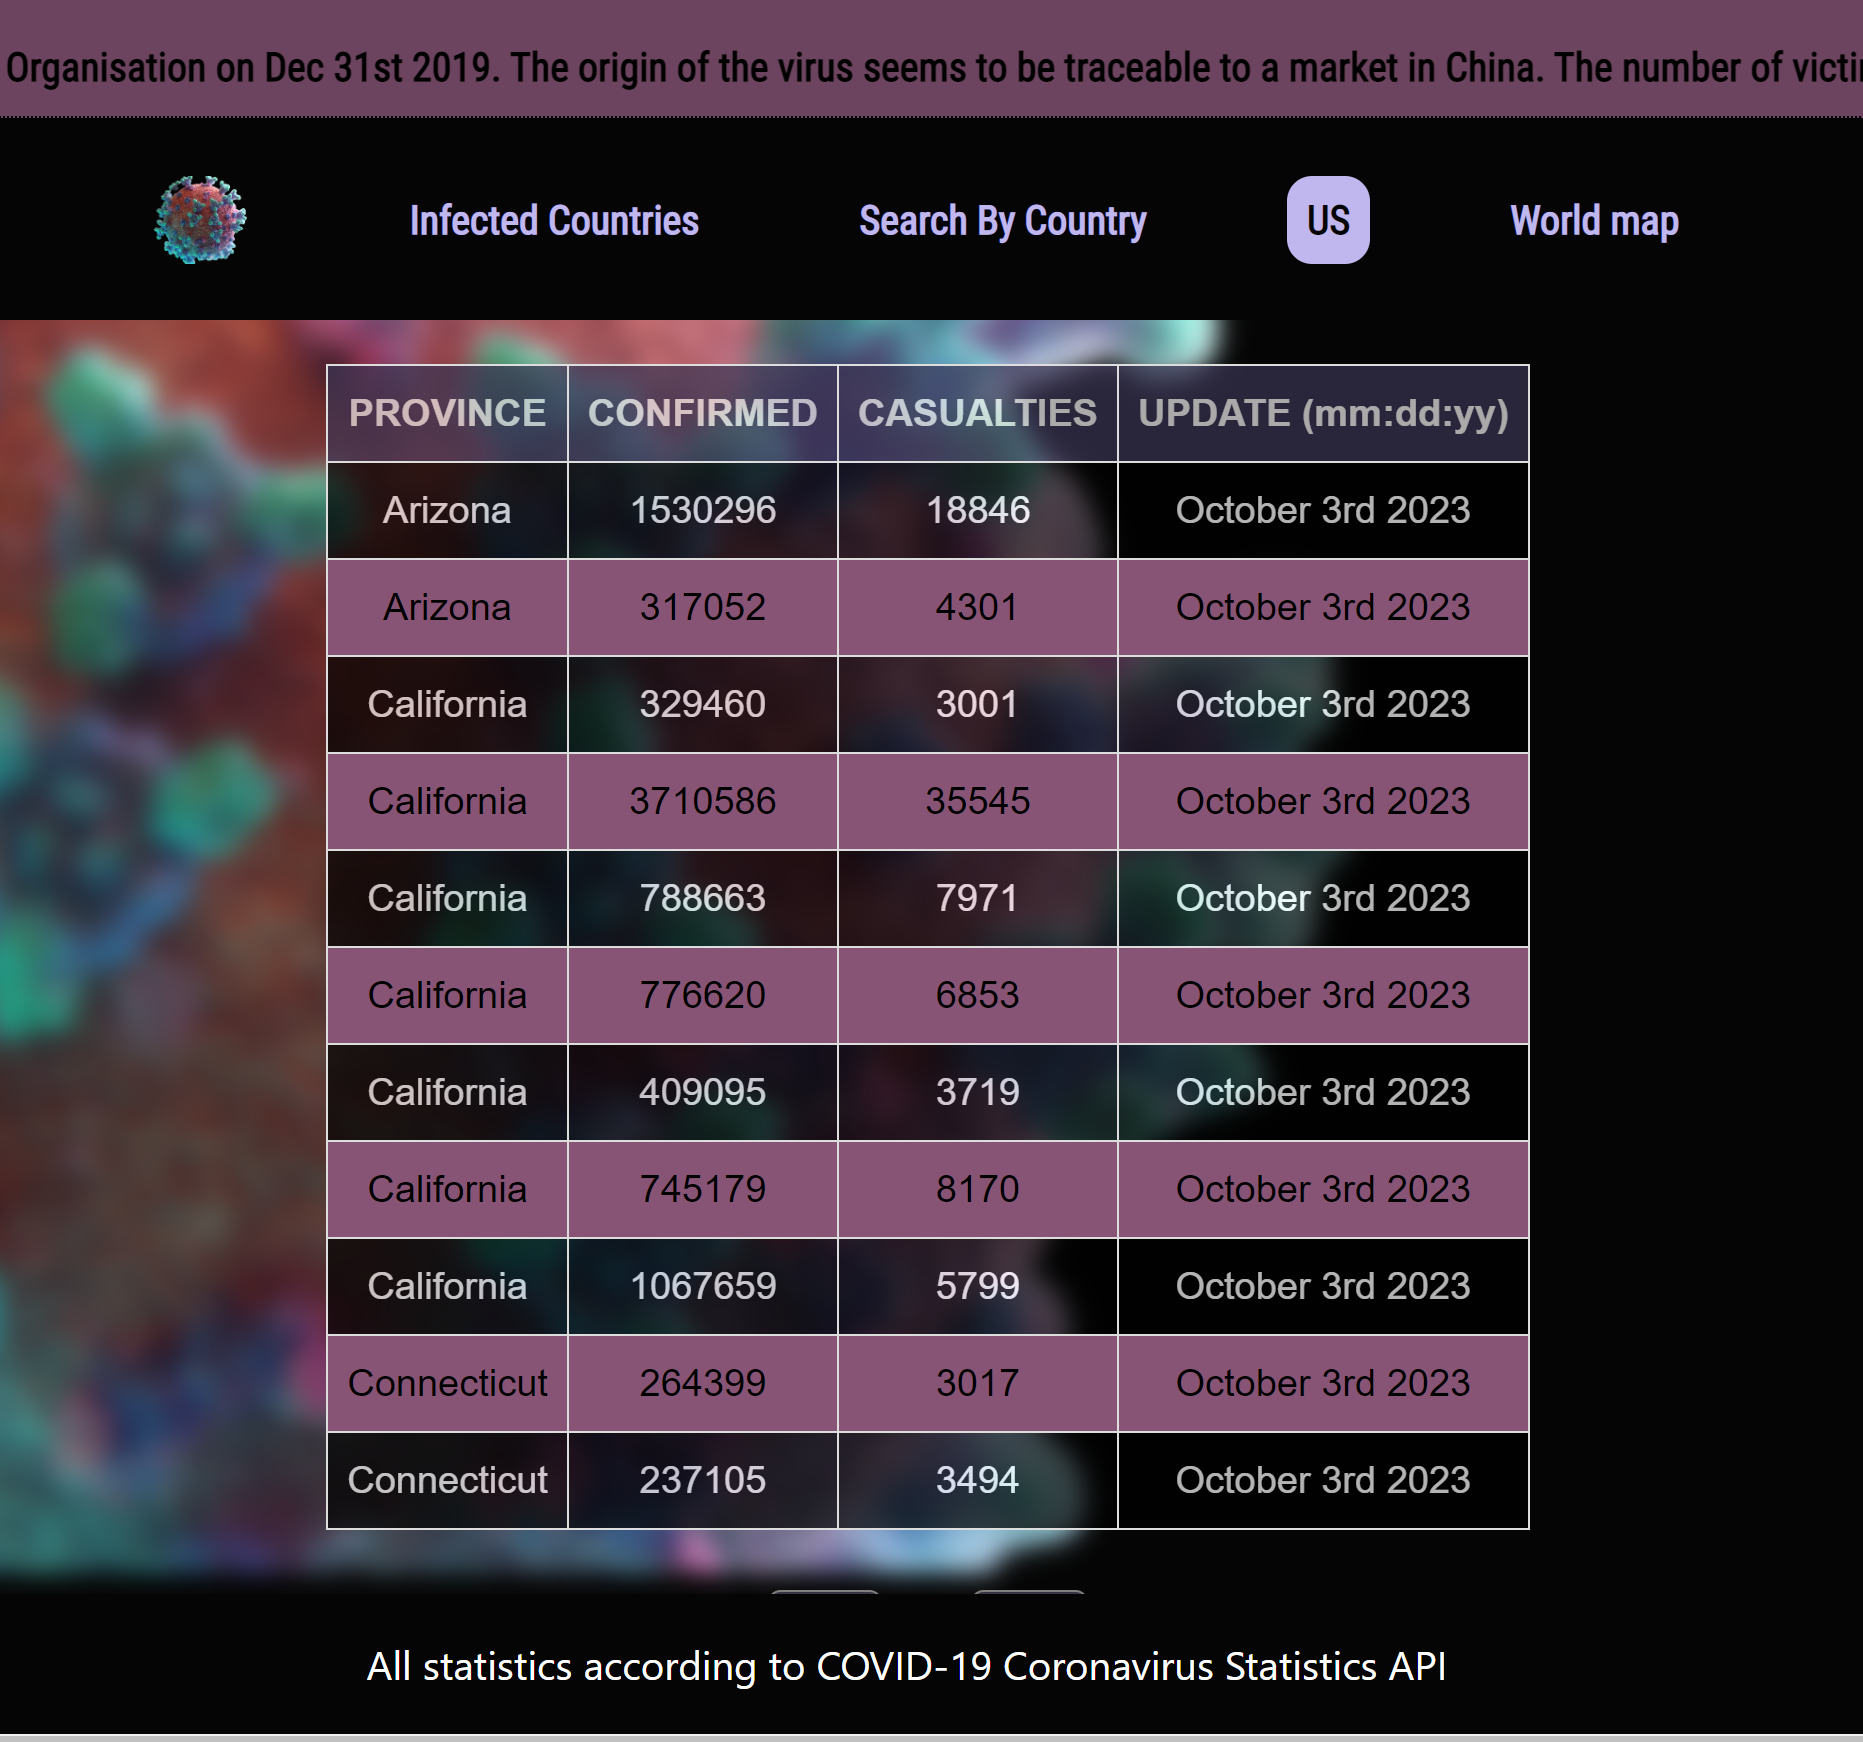 Organisation on Dec 31st 2019. The origin of the virus seems to be traceable to a market in China. The number of
Infected Countries Search By Country US World map
PROVINCE CONFIRMED CASUALTIES UPDATE (mm:dd:yy)
Arizona 1530296 18846 October 3rd 2023
Arizona 317052 4301 October 3rd 2023
California 329460 3001 October 3rd 2023
California 3710586 35545 October 3rd 2023
California 788663 7971 October 3rd 2023
California 776620 6853 October 3rd 2023
California 409095 3719 October 3rd 2023
California 745179 8170 October 3rd 2023
California 1067659 5799 October 3rd 2023
Connecticut 264399 3017 October 3rd 2023
Connecticut 237105 3494 October 3rd 2023
All statistics according to COVID-19 Coronavirus Statistics API